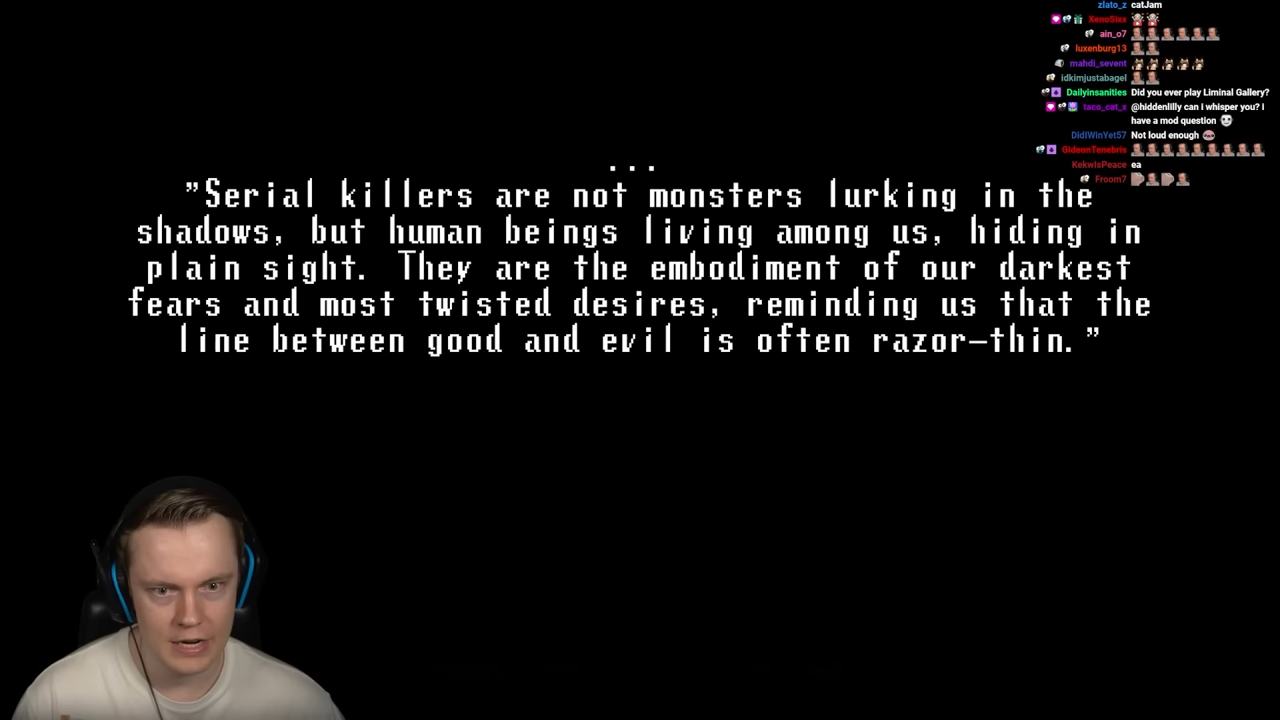 ...
"Serial killers are not monsters lurking in the
shadows, but human beings living among us, hiding in
plain sight. They are the embodiment of our darkest
fears and most twisted desires, reminding us that the
line between good and evil is often razor-thin."
zlato_z catJam
XenoSixx
ain_o7
luxenburg13
mahdi_sevent
idkimjustabagel
Dailyinsanities Did you ever play Liminal Gallery?
taco_cat_x @hiddenlilly can i whisper you? i
have a mod question
DidIWinYet57 Not loud enough
GideonTenebris
KekwIsPeace ea
Froom7